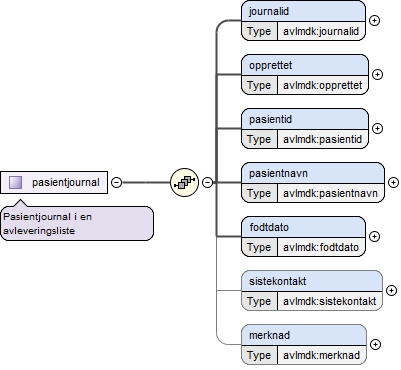 journalid
Type avlmdk:journalid
opprettet
Type avlmdk:opprettet
pasientid
Type avlmdk:pasientid
pasientjournal
Pasientjournal i en
avleveringsliste
pasientnavn
Type avlmdk:pasientnavn
fodtdato
Type avlmdk:fodtdato
sistekontakt
Type avlmdk:sistekontakt
merknad
Type avlmdk:merknad